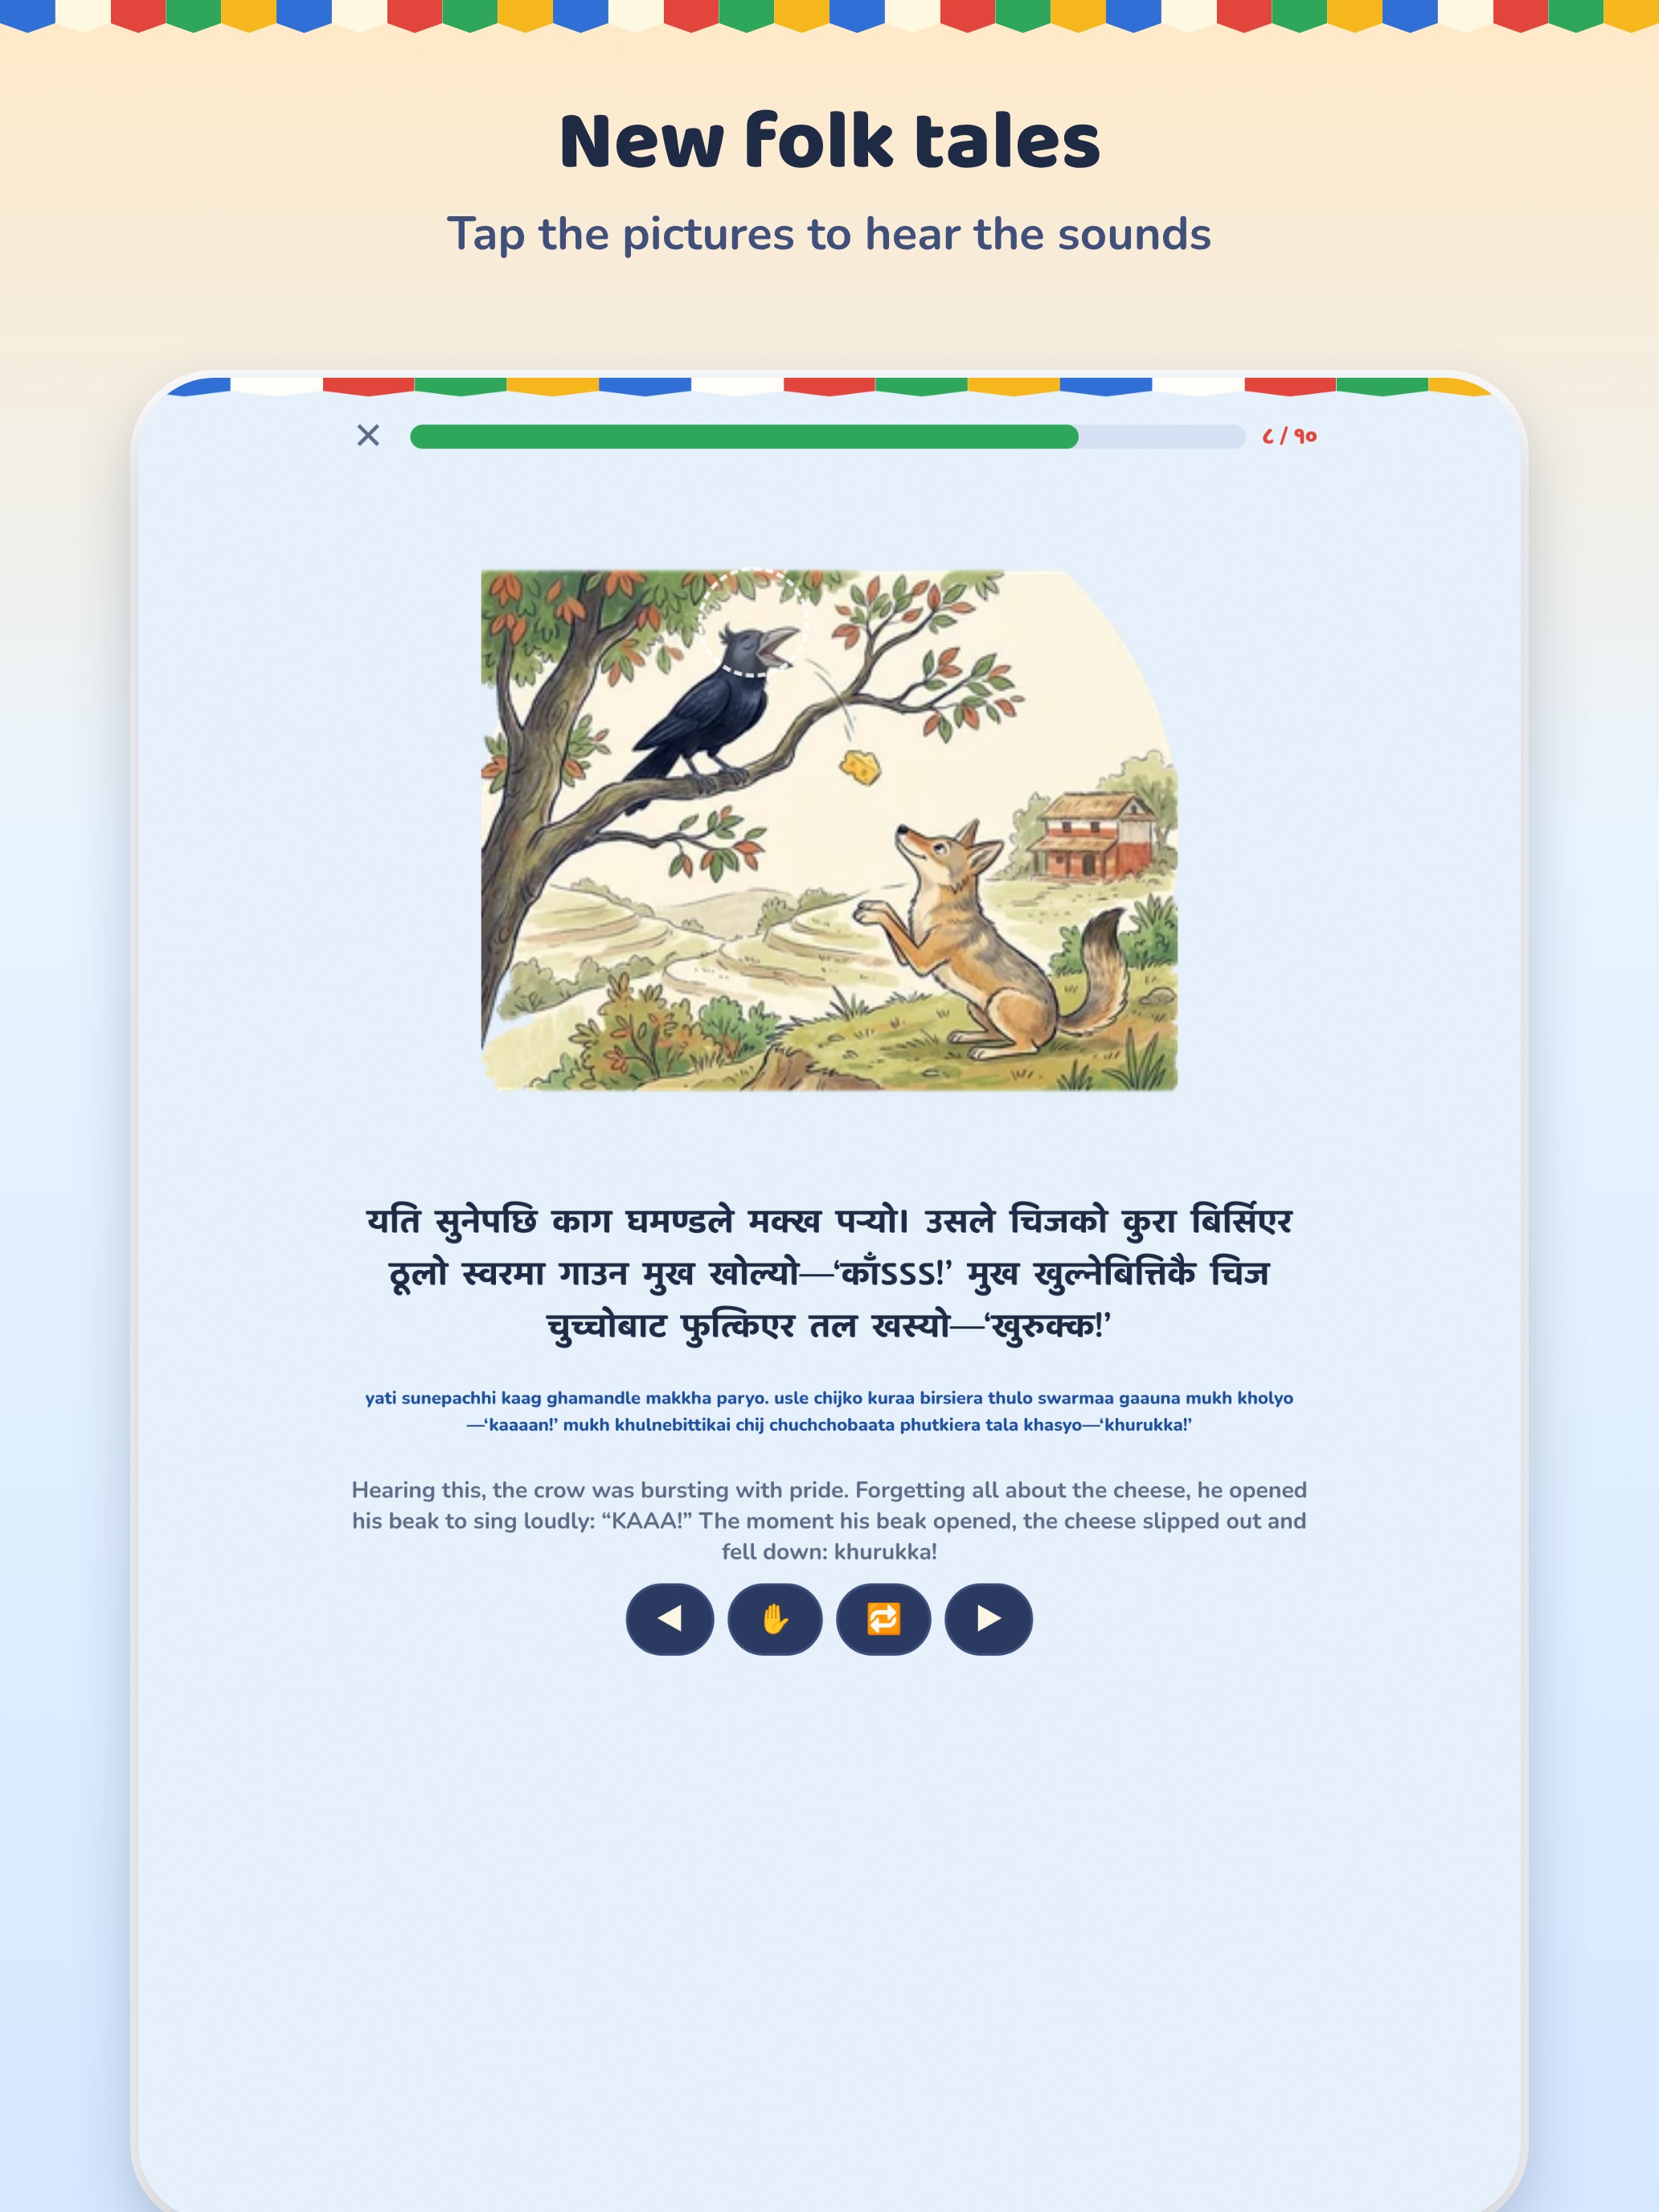 New folk tales
Tap the pictures to hear the sounds
✕
८ / १०
यति सुनेपछि काग घमण्डले मक्ख पऱ्यो। उसले चिजको कुरा बिर्सिएर
ठूलो स्वरमा गाउन मुख खोल्यो—‘काँऽऽऽ!’ मुख खुल्नेबित्तिकै चिज
चुच्चोबाट फुत्किएर तल खस्यो—‘खुरुक्क!’
yati sunepachhi kaag ghamandle makkha paryo. usle chijko kuraa birsiera thulo swarmaa gaauna mukh kholyo
—‘kaaaan!’ mukh khulnebittikai chij chuchchobaata phutkiera tala khasyo—‘khurukka!’
Hearing this, the crow was bursting with pride. Forgetting all about the cheese, he opened
his beak to sing loudly: “KAAA!” The moment his beak opened, the cheese slipped out and
fell down: khurukka!